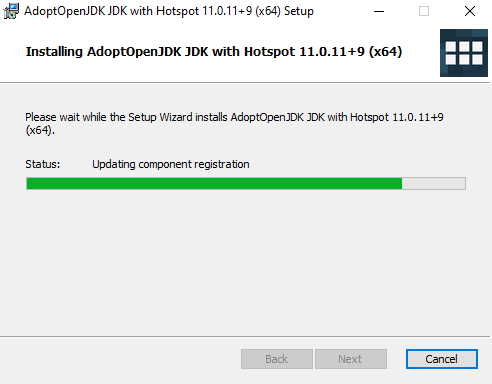 AdoptOpenJDK JDK with Hotspot 11.0.11+9 (x64) Setup
Installing AdoptOpenJDK JDK with Hotspot 11.0.11+9 (x64)
Please wait while the Setup Wizard installs AdoptOpenJDK JDK with Hotspot 11.0.11+9
(x64).
Status: Updating component registration
Back Next Cancel